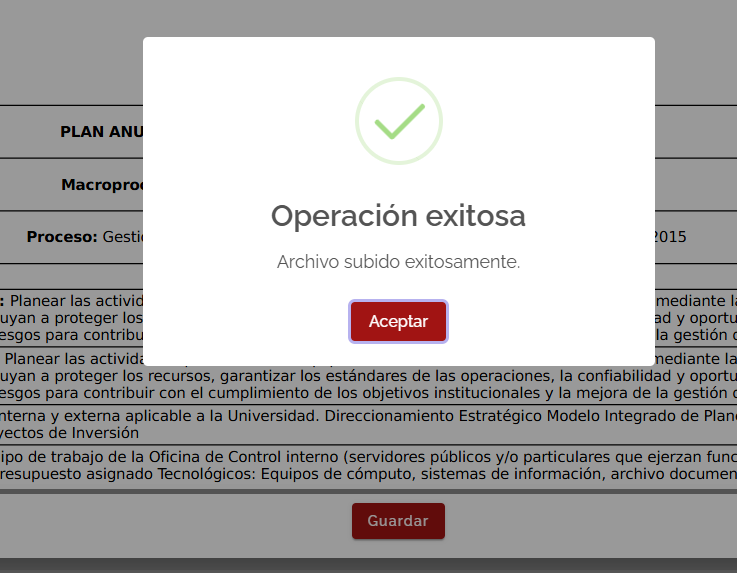 PLAN ANU
Macroproc
Proceso: Gesti
2015
Operación exitosa
Archivo subido exitosamente.
Aceptar
: Planear las activid
mediante la
uyan a proteger los
ad y oportu
esgos para contribu
la gestión
Planear las activida
mediante la
uyan a proteger los recursos, garantizar los estándares de las operaciones, la confiabilidad y oportu
esgos para contribuir con el cumplimiento de los objetivos institucionales y la mejora de la gestión
nterna y externa aplicable a la Universidad. Direccionamiento Estratégico Modelo Integrado de Plane
yectos de Inversión
ipo de trabajo de la Oficina de Control interno (servidores públicos y/o particulares que ejerzan func
resupuesto asignado Tecnológicos: Equipos de cómputo, sistemas de información, archivo documen
Guardar